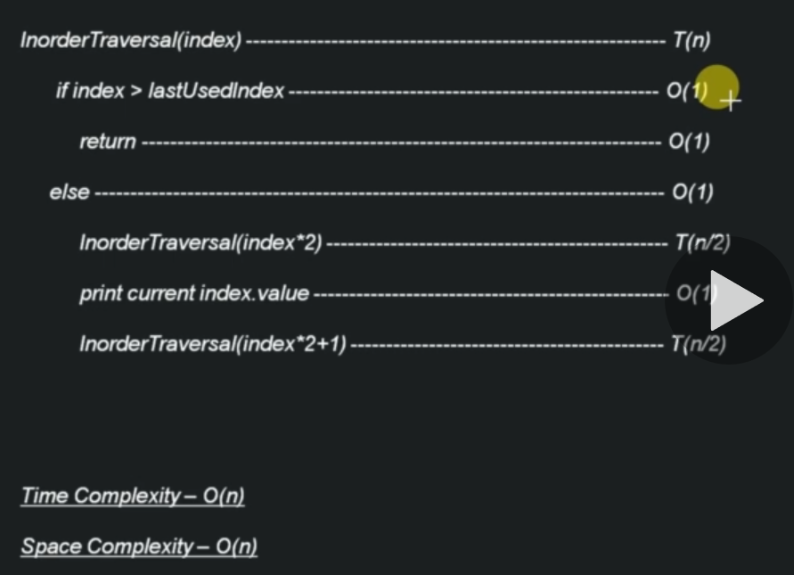 InorderTraversal(index) ------------------------------------------------------------ T(n)
if index > lastUsedIndex ----------------------------------------------------- O(1)
return -------------------------------------------------------------------------- O(1)
else --------------------------------------------------------------------------------- O(1)
InorderTraversal(index*2) ------------------------------------------------- T(n/2)
print current index.value --------------------------------------------------- O(1)
InorderTraversal(index*2+1) --------------------------------------------- T(n/2)
Time Complexity – O(n)
Space Complexity – O(n)